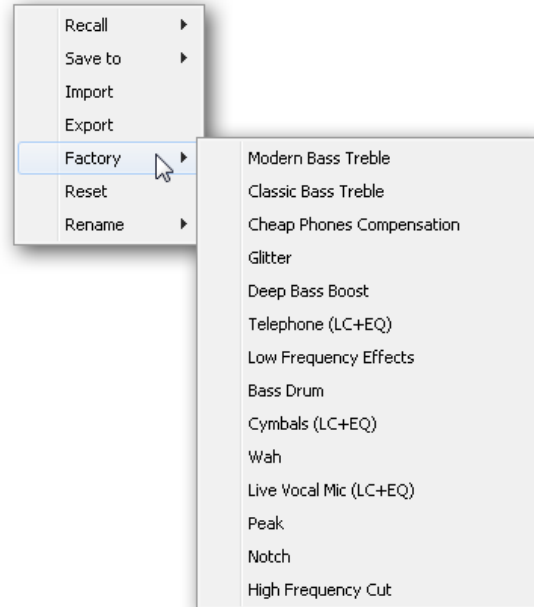 Recall
Save to
Import
Export
Factory
Reset
Rename
Modern Bass Treble
Classic Bass Treble
Cheap Phones Compensation
Glitter
Deep Bass Boost
Telephone (LC+EQ)
Low Frequency Effects
Bass Drum
Cymbals (LC+EQ)
Wah
Live Vocal Mic (LC+EQ)
Peak
Notch
High Frequency Cut